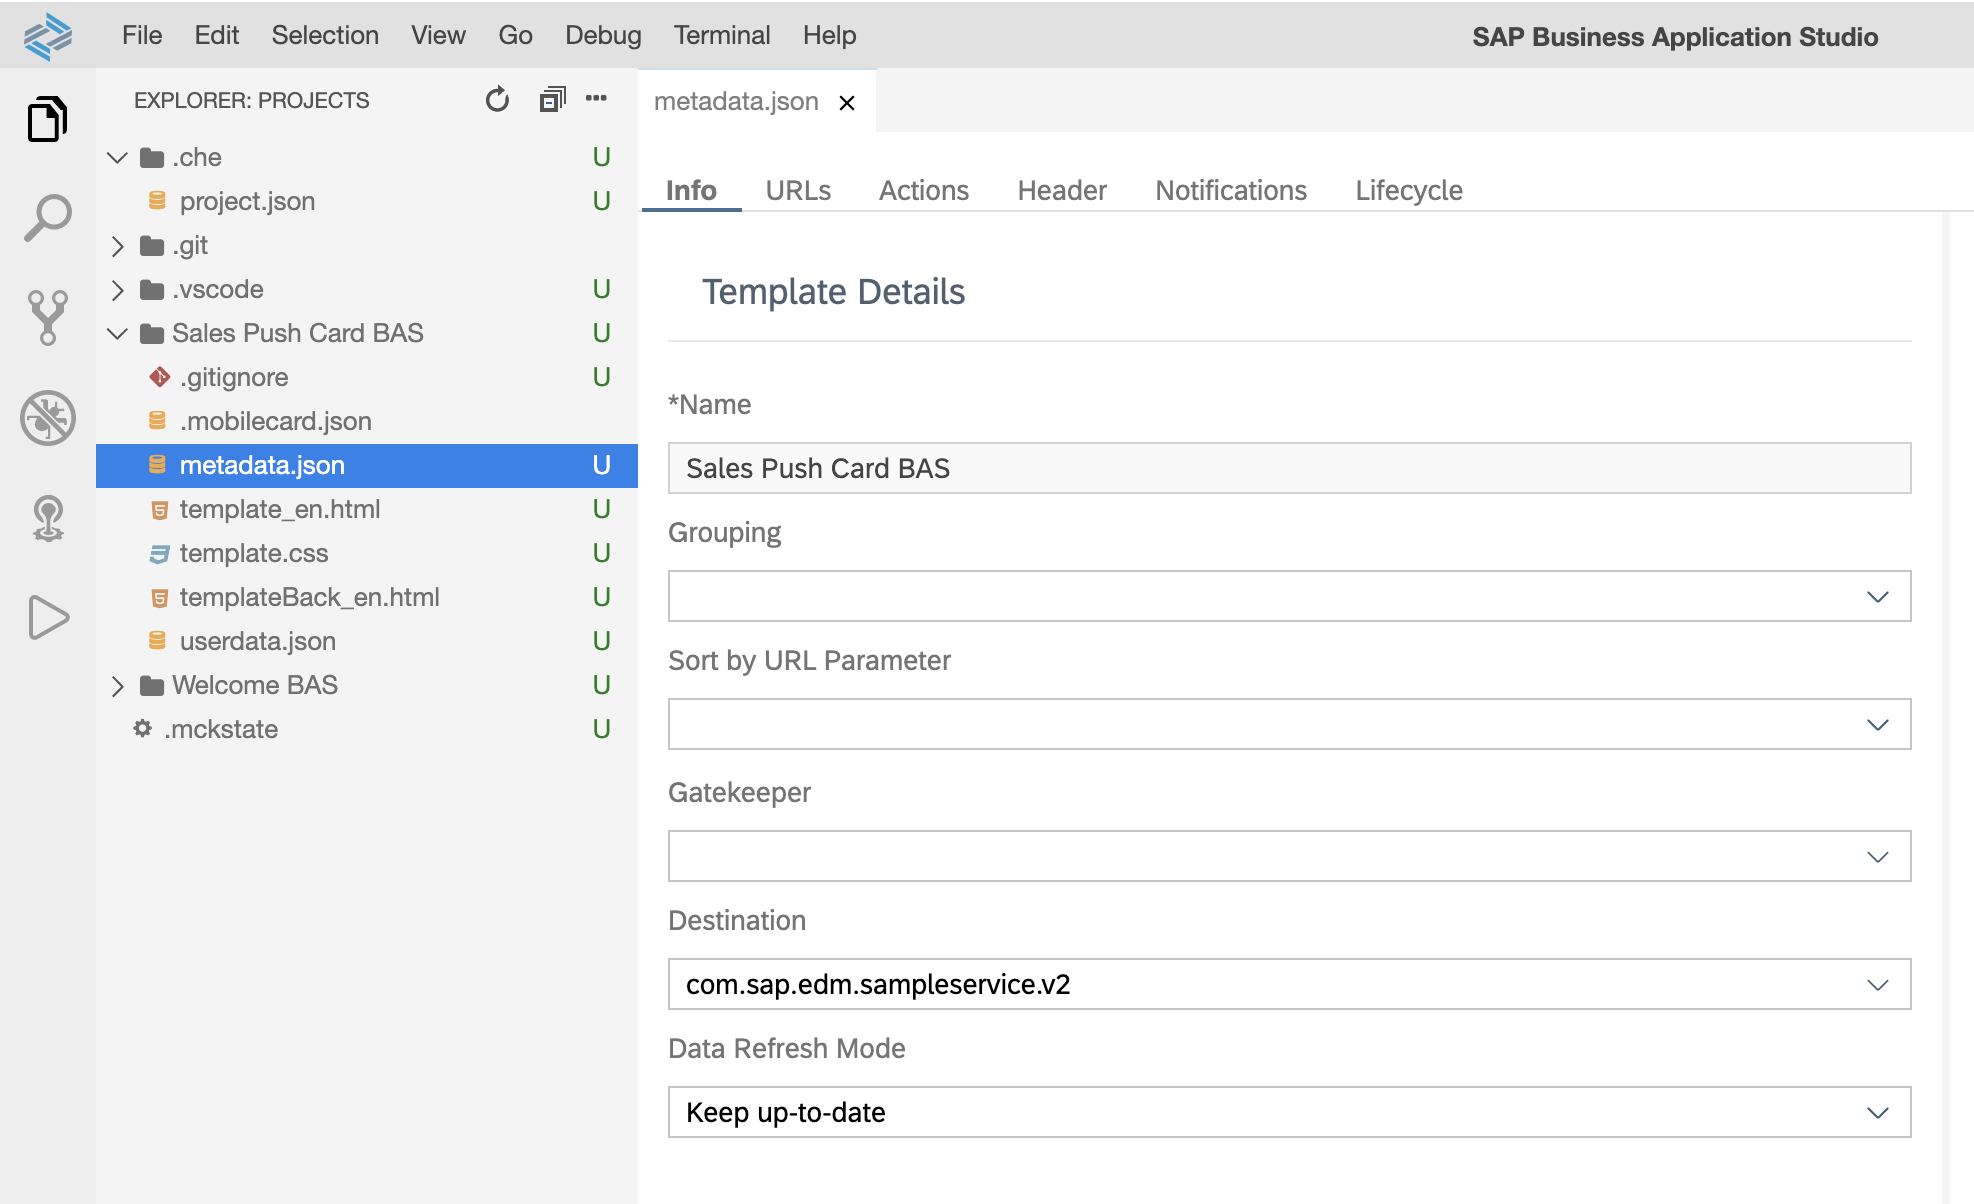 File Edit Selection View Go Debug Terminal Help
SAP Business Application Studio
EXPLORER: PROJECTS
.che U
project.json U
.git
.vscode U
Sales Push Card BAS U
.gitignore U
.mobilecard.json
metadata.json U
template_en.html U
template.css U
templateBack_en.html U
userdata.json U
Welcome BAS U
.mckstate U
metadata.json
Info URLs Actions Header Notifications Lifecycle
Template Details
*Name
Sales Push Card BAS
Grouping
Sort by URL Parameter
Gatekeeper
Destination
com.sap.edm.sampleservice.v2
Data Refresh Mode
Keep up-to-date